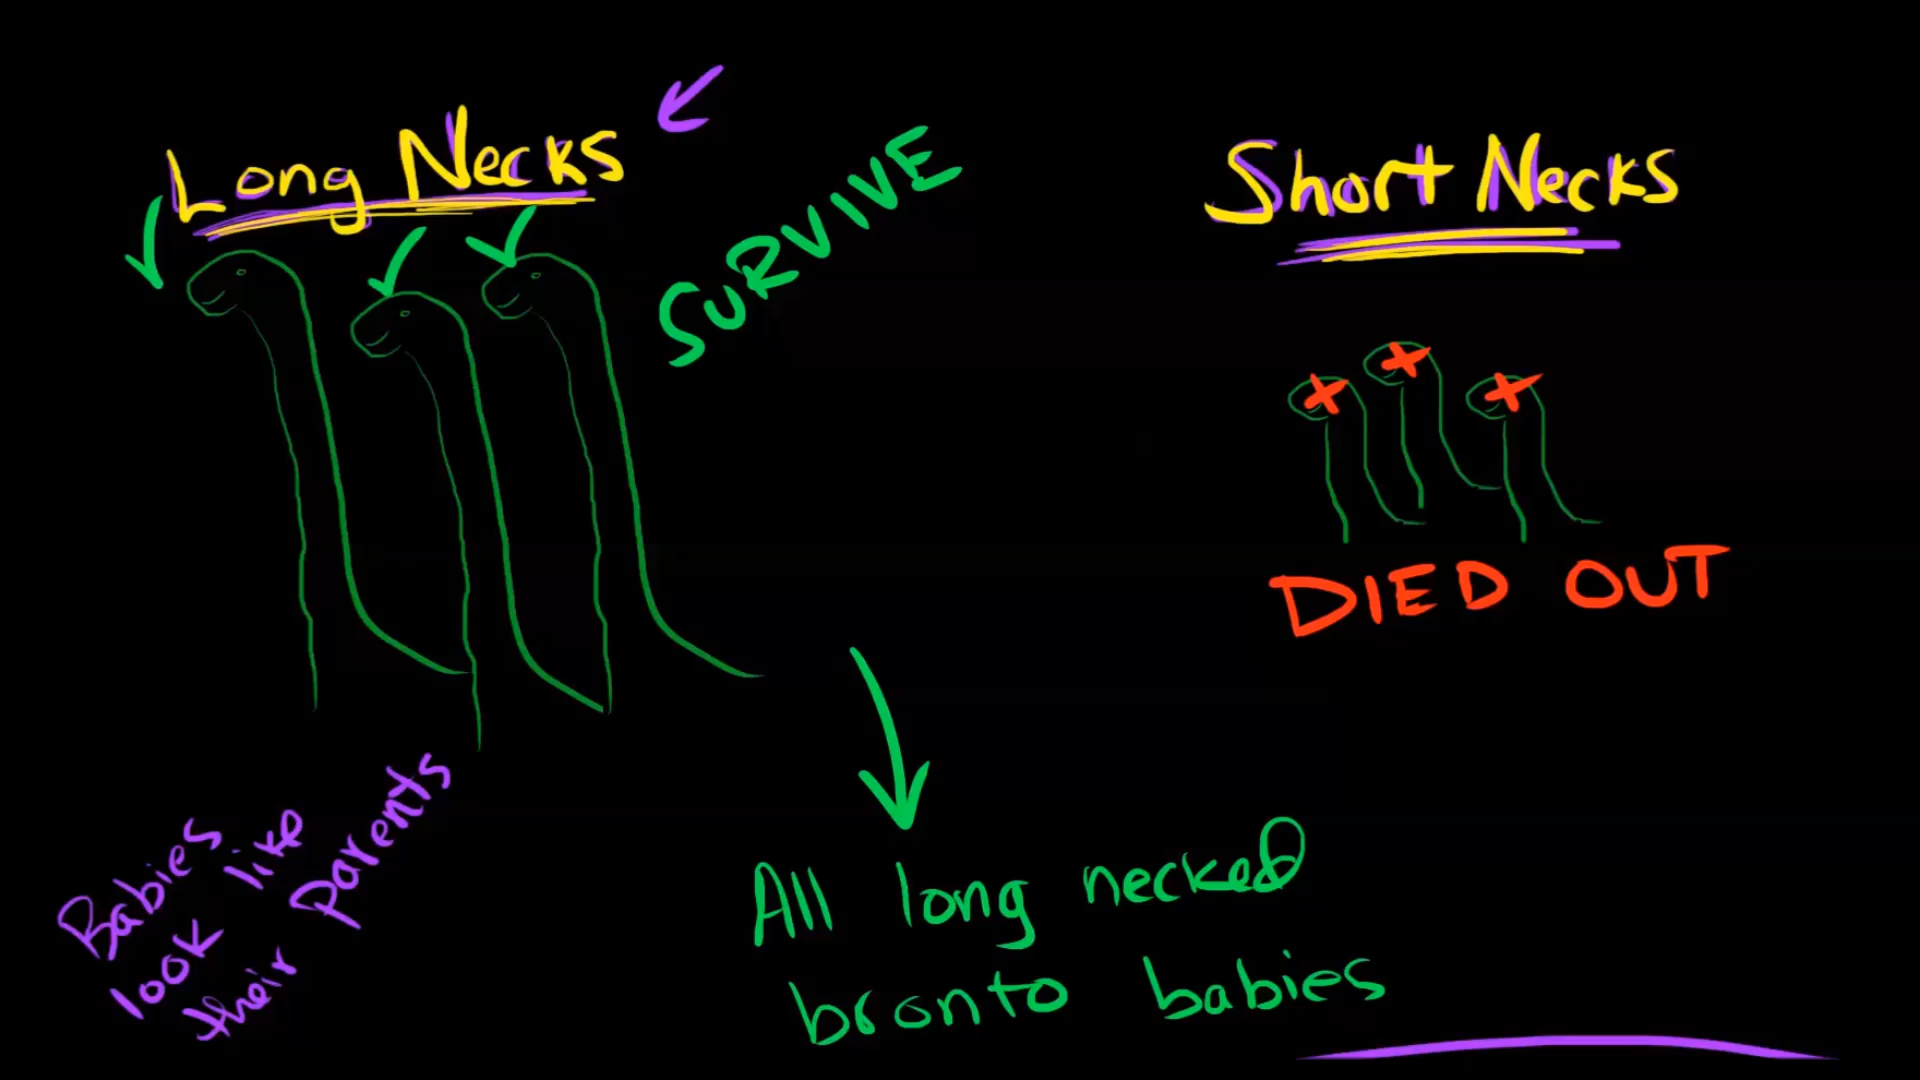 Long Necks
SURVIVE
Short Necks
DIED OUT
Babies
look like
their parents
All long necked
bronto babies